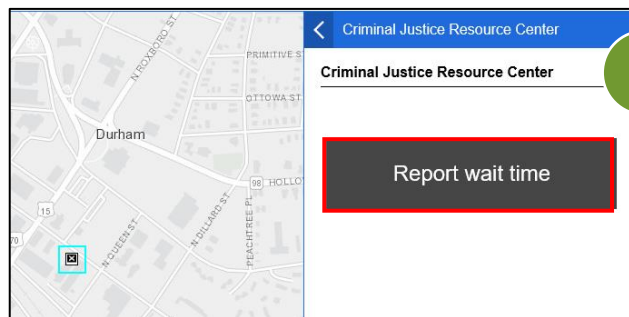 N ROXBORO ST
PRIMITIVE S
OTTOWA ST
Durham
98
HOLLO
15
70
N QUEEN ST
N DILLARD ST
PEACHTREE PL
Criminal Justice Resource Center
Criminal Justice Resource Center
Report wait time